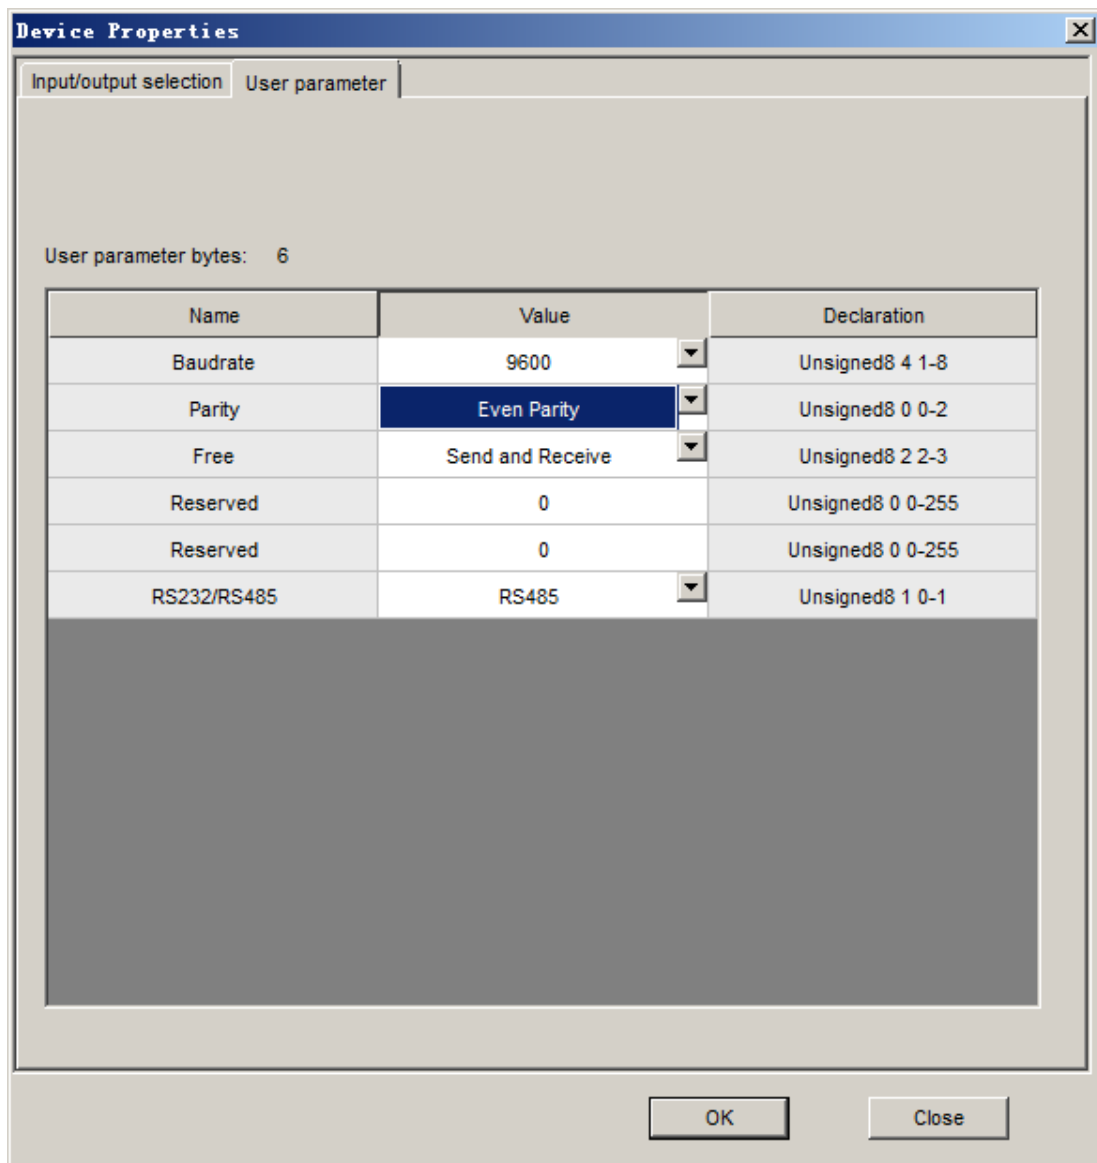 Device Properties
Input/output selection User parameter
User parameter bytes: 6
Name Value Declaration
Baudrate 9600 Unsigned8 4 1-8
Parity Even Parity Unsigned8 0 0-2
Free Send and Receive Unsigned8 2 2-3
Reserved 0 Unsigned8 0 0-255
Reserved 0 Unsigned8 0 0-255
RS232/RS485 RS485 Unsigned8 1 0-1
OK Close